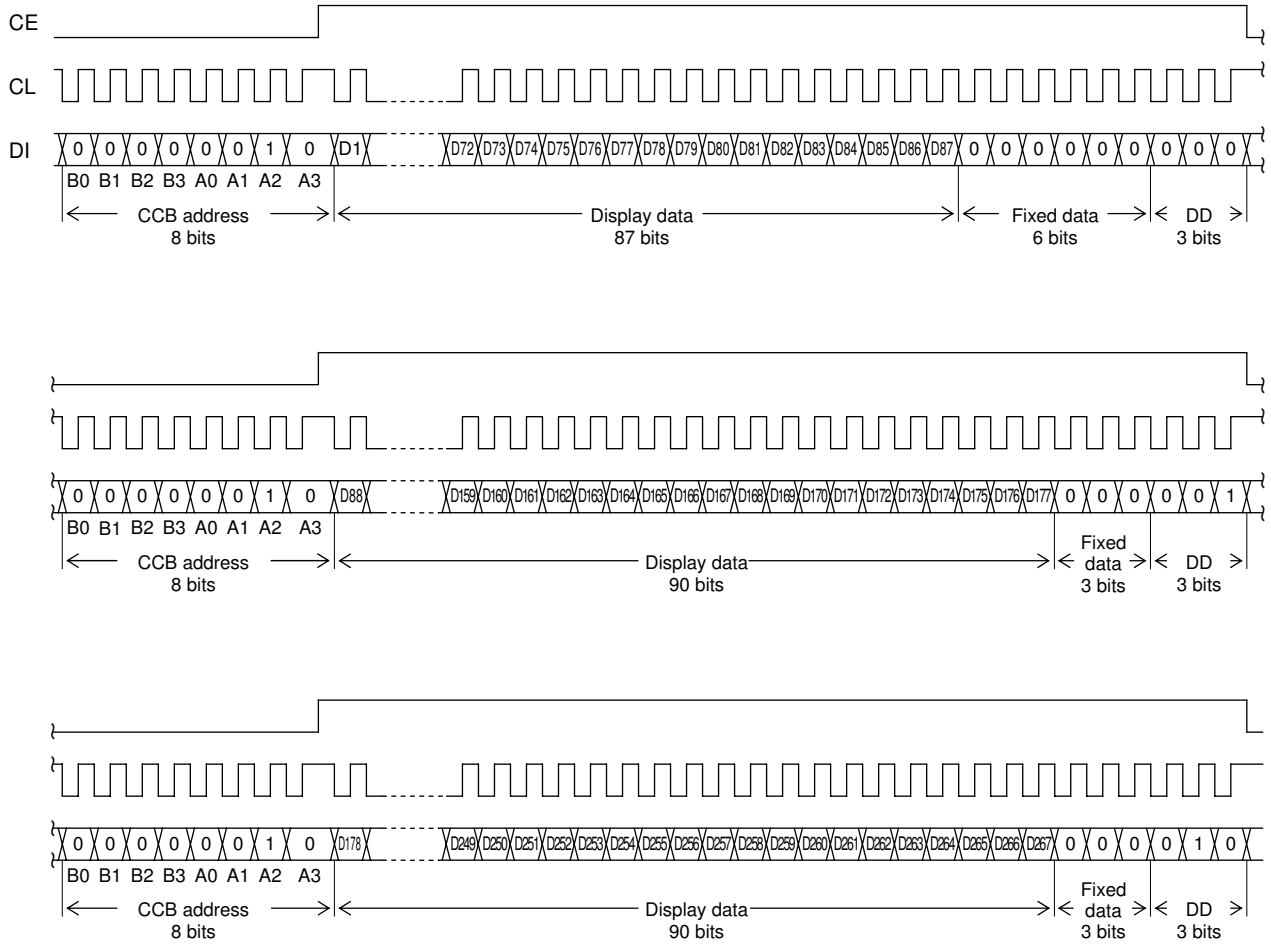 CE
CL
DI 0 0 0 0 0 0 1 0 D1 D72 D73 D74 D75 D76 D77 D78 D79 D80 D81 D82 D83 D84 D85 D86 D87 0 0 0 0 0 0 0 0 0
B0 B1 B2 B3 A0 A1 A2 A3
CCB address Display data Fixed data DD
8 bits 87 bits 6 bits 3 bits
0 0 0 0 0 0 1 0 D88 D159 D160 D161 D162 D163 D164 D165 D166 D167 D168 D169 D170 D171 D172 D173 D174 D175 D176 D177 0 0 0 0 0 1
B0 B1 B2 B3 A0 A1 A2 A3
Fixed
CCB address Display data data DD
8 bits 90 bits 3 bits 3 bits
0 0 0 0 0 0 1 0 D178 D249 D250 D251 D252 D253 D254 D255 D256 D257 D258 D259 D260 D261 D262 D263 D264 D265 D266 D267 0 0 0 0 1 0
B0 B1 B2 B3 A0 A1 A2 A3
Fixed
CCB address Display data data DD
8 bits 90 bits 3 bits 3 bits